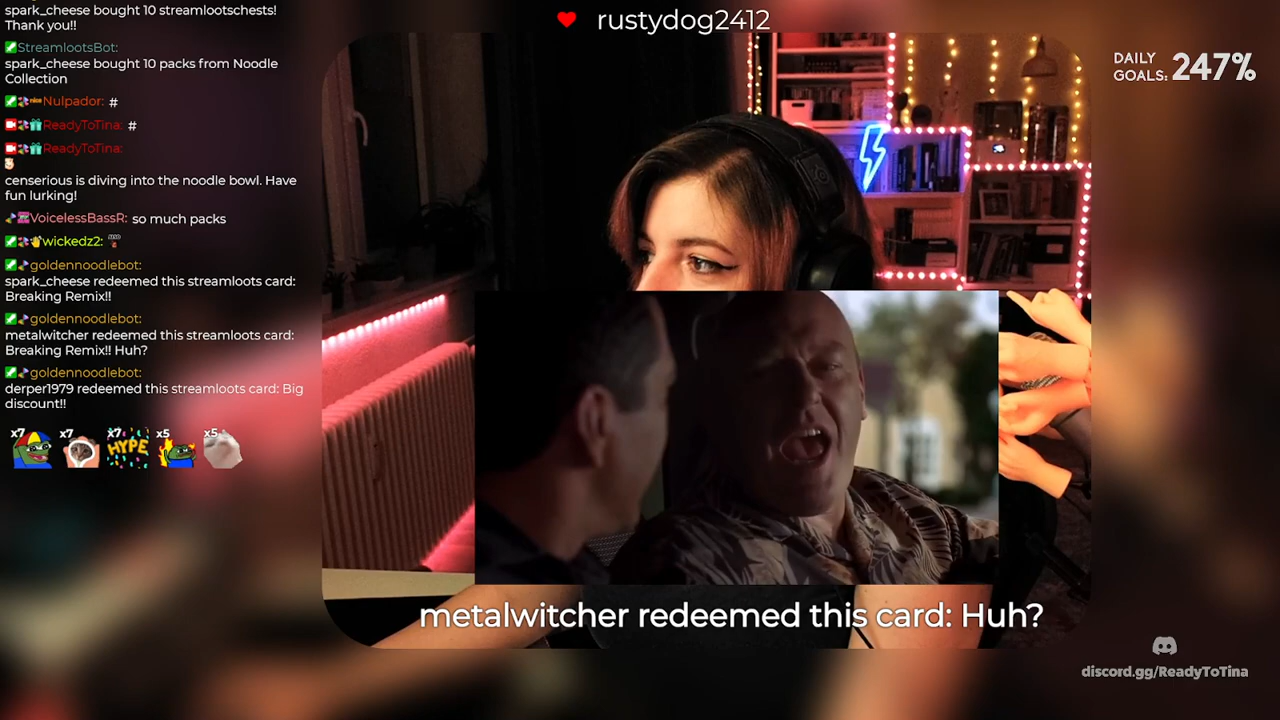 spark_cheese bought 10 streamlootschests!
Thank you!!
StreamlootsBot:
spark_cheese bought 10 packs from Noodle
Collection
Nulpador: #
ReadyToTina: #
ReadyToTina:
censerious is diving into the noodle bowl. Have
fun lurking!
VoicelessBassR: so much packs
wickedz2:
goldennoodlebot:
spark_cheese redeemed this streamloots card:
Breaking Remix!!
goldennoodlebot:
metalwitcher redeemed this streamloots card:
Breaking Remix!! Huh?
goldennoodlebot:
derper1979 redeemed this streamloots card: Big
discount!!
x7 x7 x7 x5 x5
HYPE
rustydog2412
DAILY
GOALS: 247%
metalwitcher redeemed this card: Huh?
discord.gg/ReadyToTina